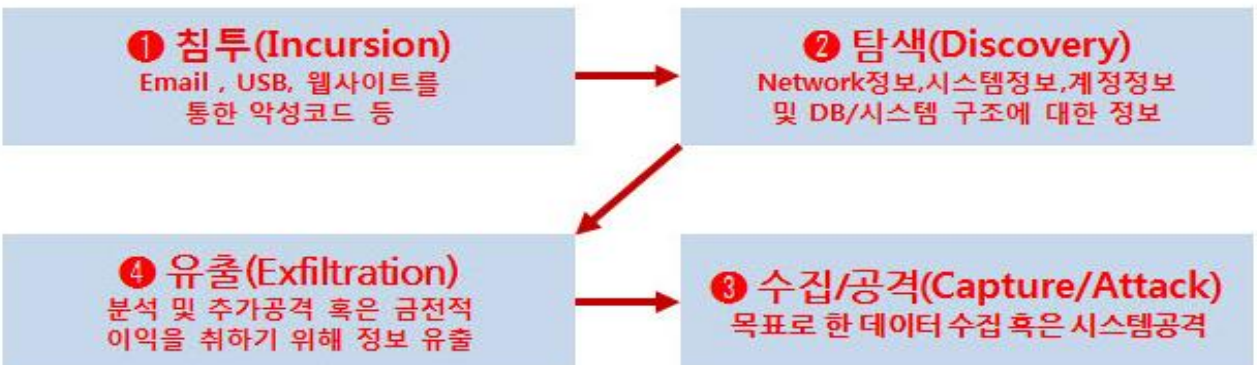 ❶ 침투(Incursion)
Email , USB, 웹사이트를
통한 악성코드 등
❷ 탐색(Discovery)
Network정보,시스템정보,계정정보
및 DB/시스템 구조에 대한 정보
❹ 유출(Exfiltration)
분석 및 추가공격 혹은 금전적
이익을 취하기 위해 정보 유출
❸ 수집/공격(Capture/Attack)
목표로 한 데이터 수집 혹은 시스템공격